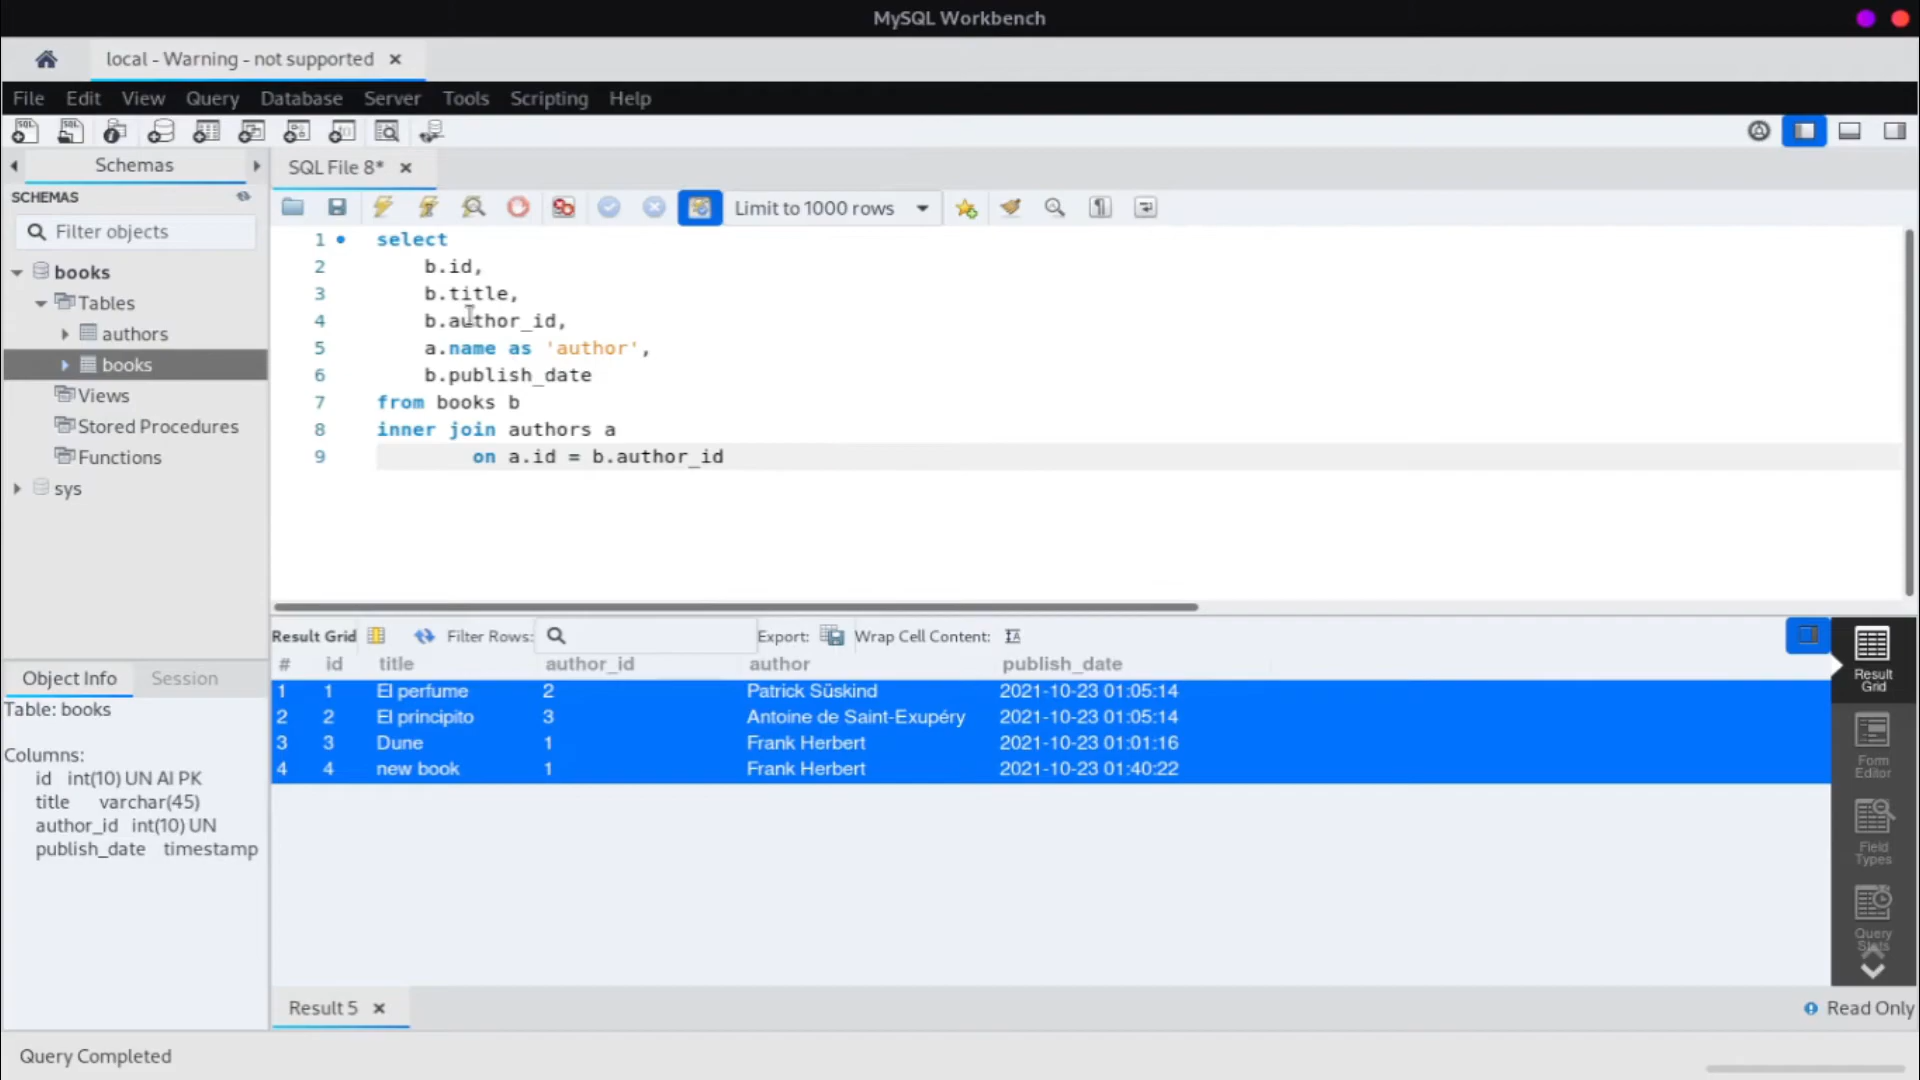 MySQL Workbench
local - Warning - not supported
File Edit View Query Database Server Tools Scripting Help
Schemas
SQL File 8*
SCHEMAS
Limit to 1000 rows
Filter objects
books
Tables
authors
books
Views
Stored Procedures
Functions
sys
1 select
2 b.id,
3 b.title,
4 b.author_id,
5 a.name as 'author',
6 b.publish_date
7 from books b
8 inner join authors a
9 on a.id = b.author_id
Result Grid Filter Rows: Export: Wrap Cell Content:
# id title author_id author publish_date
1 1 El perfume 2 Patrick Süskind 2021-10-23 01:05:14
2 2 El principito 3 Antoine de Saint-Exupéry 2021-10-23 01:05:14
3 3 Dune 1 Frank Herbert 2021-10-23 01:01:16
4 4 new book 1 Frank Herbert 2021-10-23 01:40:22
Result
Grid
Form
Editor
Field
Types
Query
Stats
Object Info Session
Table: books
Columns:
id int(10) UN AI PK
title varchar(45)
author_id int(10) UN
publish_date timestamp
Result 5
Read Only
Query Completed